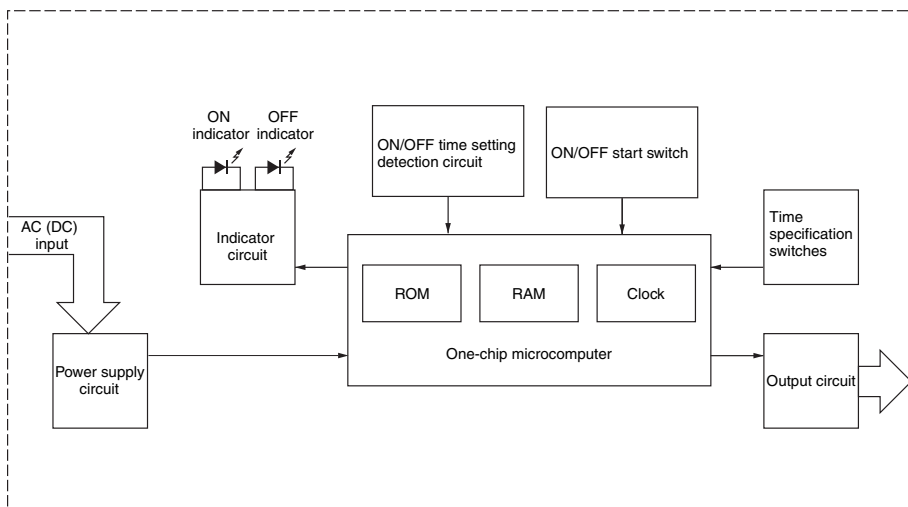 ON
indicator
OFF
indicator
ON/OFF time setting
detection circuit
ON/OFF start switch
AC (DC)
input
Indicator
circuit
Time
specification
switches
ROM
RAM
Clock
One-chip microcomputer
Power supply
circuit
Output circuit